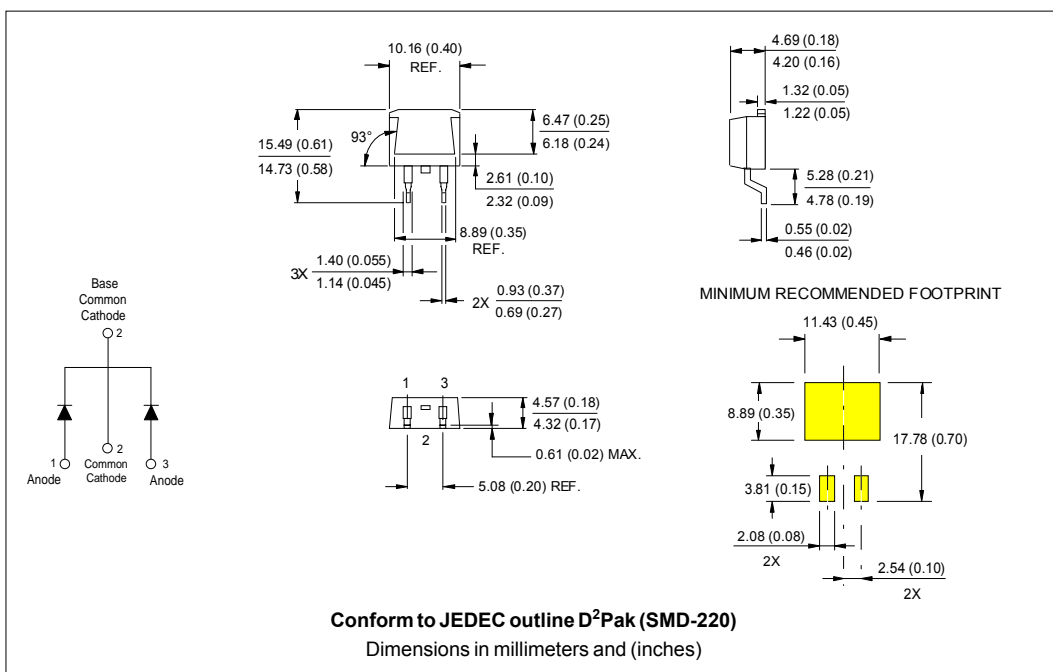 10.16 (0.40)
REF.
15.49 (0.61)
14.73 (0.58)
93°
6.47 (0.25)
6.18 (0.24)
2.61 (0.10)
2.32 (0.09)
8.89 (0.35)
REF.
3X
1.40 (0.055)
1.14 (0.045)
2X
0.93 (0.37)
0.69 (0.27)
4.69 (0.18)
4.20 (0.16)
1.32 (0.05)
1.22 (0.05)
5.28 (0.21)
4.78 (0.19)
0.55 (0.02)
0.46 (0.02)
Base
Common
Cathode
2
2
1
Anode
Common
Cathode
3
Anode
1 3
2
4.57 (0.18)
4.32 (0.17)
0.61 (0.02) MAX.
5.08 (0.20) REF.
MINIMUM RECOMMENDED FOOTPRINT
11.43 (0.45)
8.89 (0.35)
17.78 (0.70)
3.81 (0.15)
2.08 (0.08)
2X
2.54 (0.10)
2X
Conform to JEDEC outline D²Pak (SMD-220)
Dimensions in millimeters and (inches)